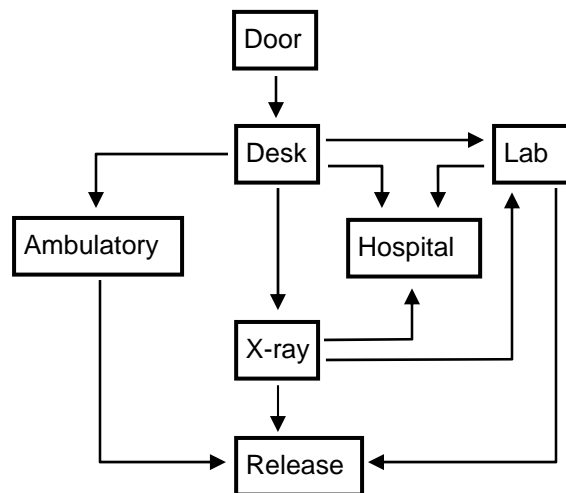 Door
Desk
Lab
Ambulatory
Hospital
X-ray
Release